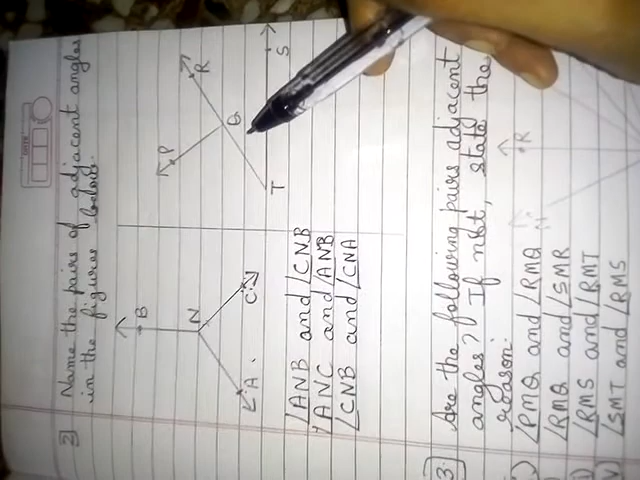 2) Name the pairs of adjacent angles
in the figures below.
B
N
A
C
P
R
Q
T
S
∠ANB and ∠CNB
∠ANC and ∠ANB
∠CNB and ∠CNA
3. Are the following pairs adjacent
angles? If not, state the
reason.
i) ∠PMQ and ∠RMQ
) ∠RMQ and ∠SMR
i) ∠RMS and ∠RMT
v) ∠SMT and ∠RMS
R